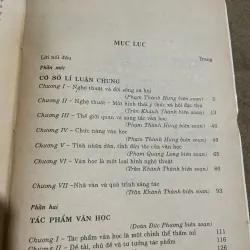 MỤC LỤC
Lời nói đầu Trang
Phần một
CƠ SỞ LÍ LUẬN CHUNG
Chương I - Nghệ thuật và đời sống xã hội
(Phạm Thành Hưng biên soạn) 5
Chương II - Nghệ thuật - Một hình thái ý thức xã hội đặc thù
(Trần Khánh Thành biên soạn)
Chương III - Thế giới quan và sáng tác văn học
(Phạm Thành Hưng biên soạn)
Chương IV - Chức năng văn học
(Phạm Thành Hưng biên soạn)
Chương V - Tính nhân dân, tính dân tộc của văn học
(Phạm Quang Long biên soạn)
Chương VI - Văn học là một loại hình nghệ thuật
(Trần Khánh Thành biên soạn)
Chương VII - Nhà văn và quá trình sáng tác
(Trần Khánh Thành biên soạn) 93
Phần hai
TÁC PHẨM VĂN HỌC
(Đoàn Đức Phương biên soạn)
Chương I - Tác phẩm văn học là một chỉnh thể thẩm mĩ 111
Chương II - Đề tài, chủ đề và tư tưởng tác phẩm 116